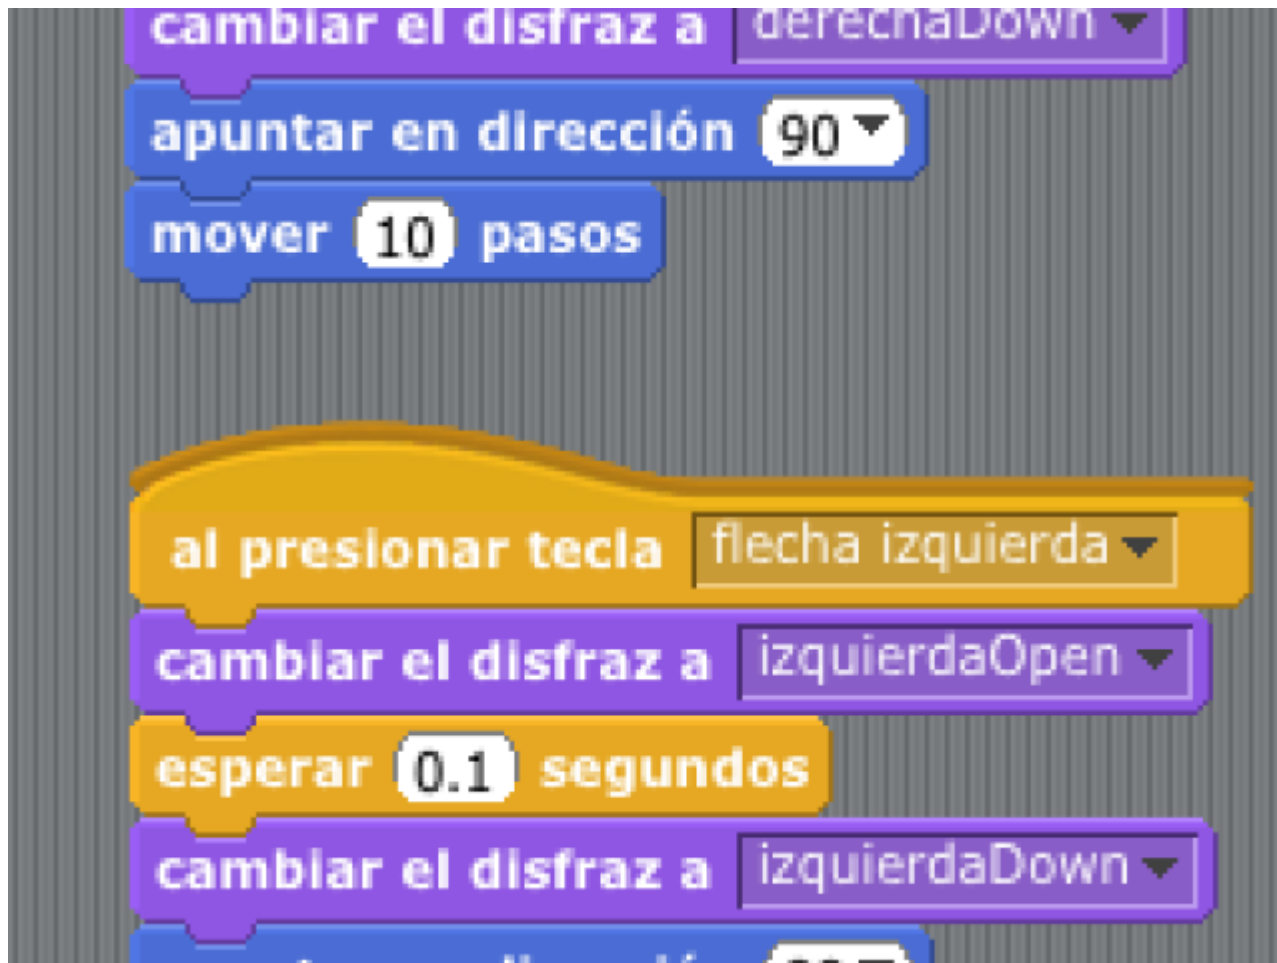 cambiar el disfraz a derechaDown
apuntar en dirección 90
mover 10 pasos
al presionar tecla flecha izquierda
cambiar el disfraz a izquierdaOpen
esperar 0.1 segundos
cambiar el disfraz a izquierdaDown